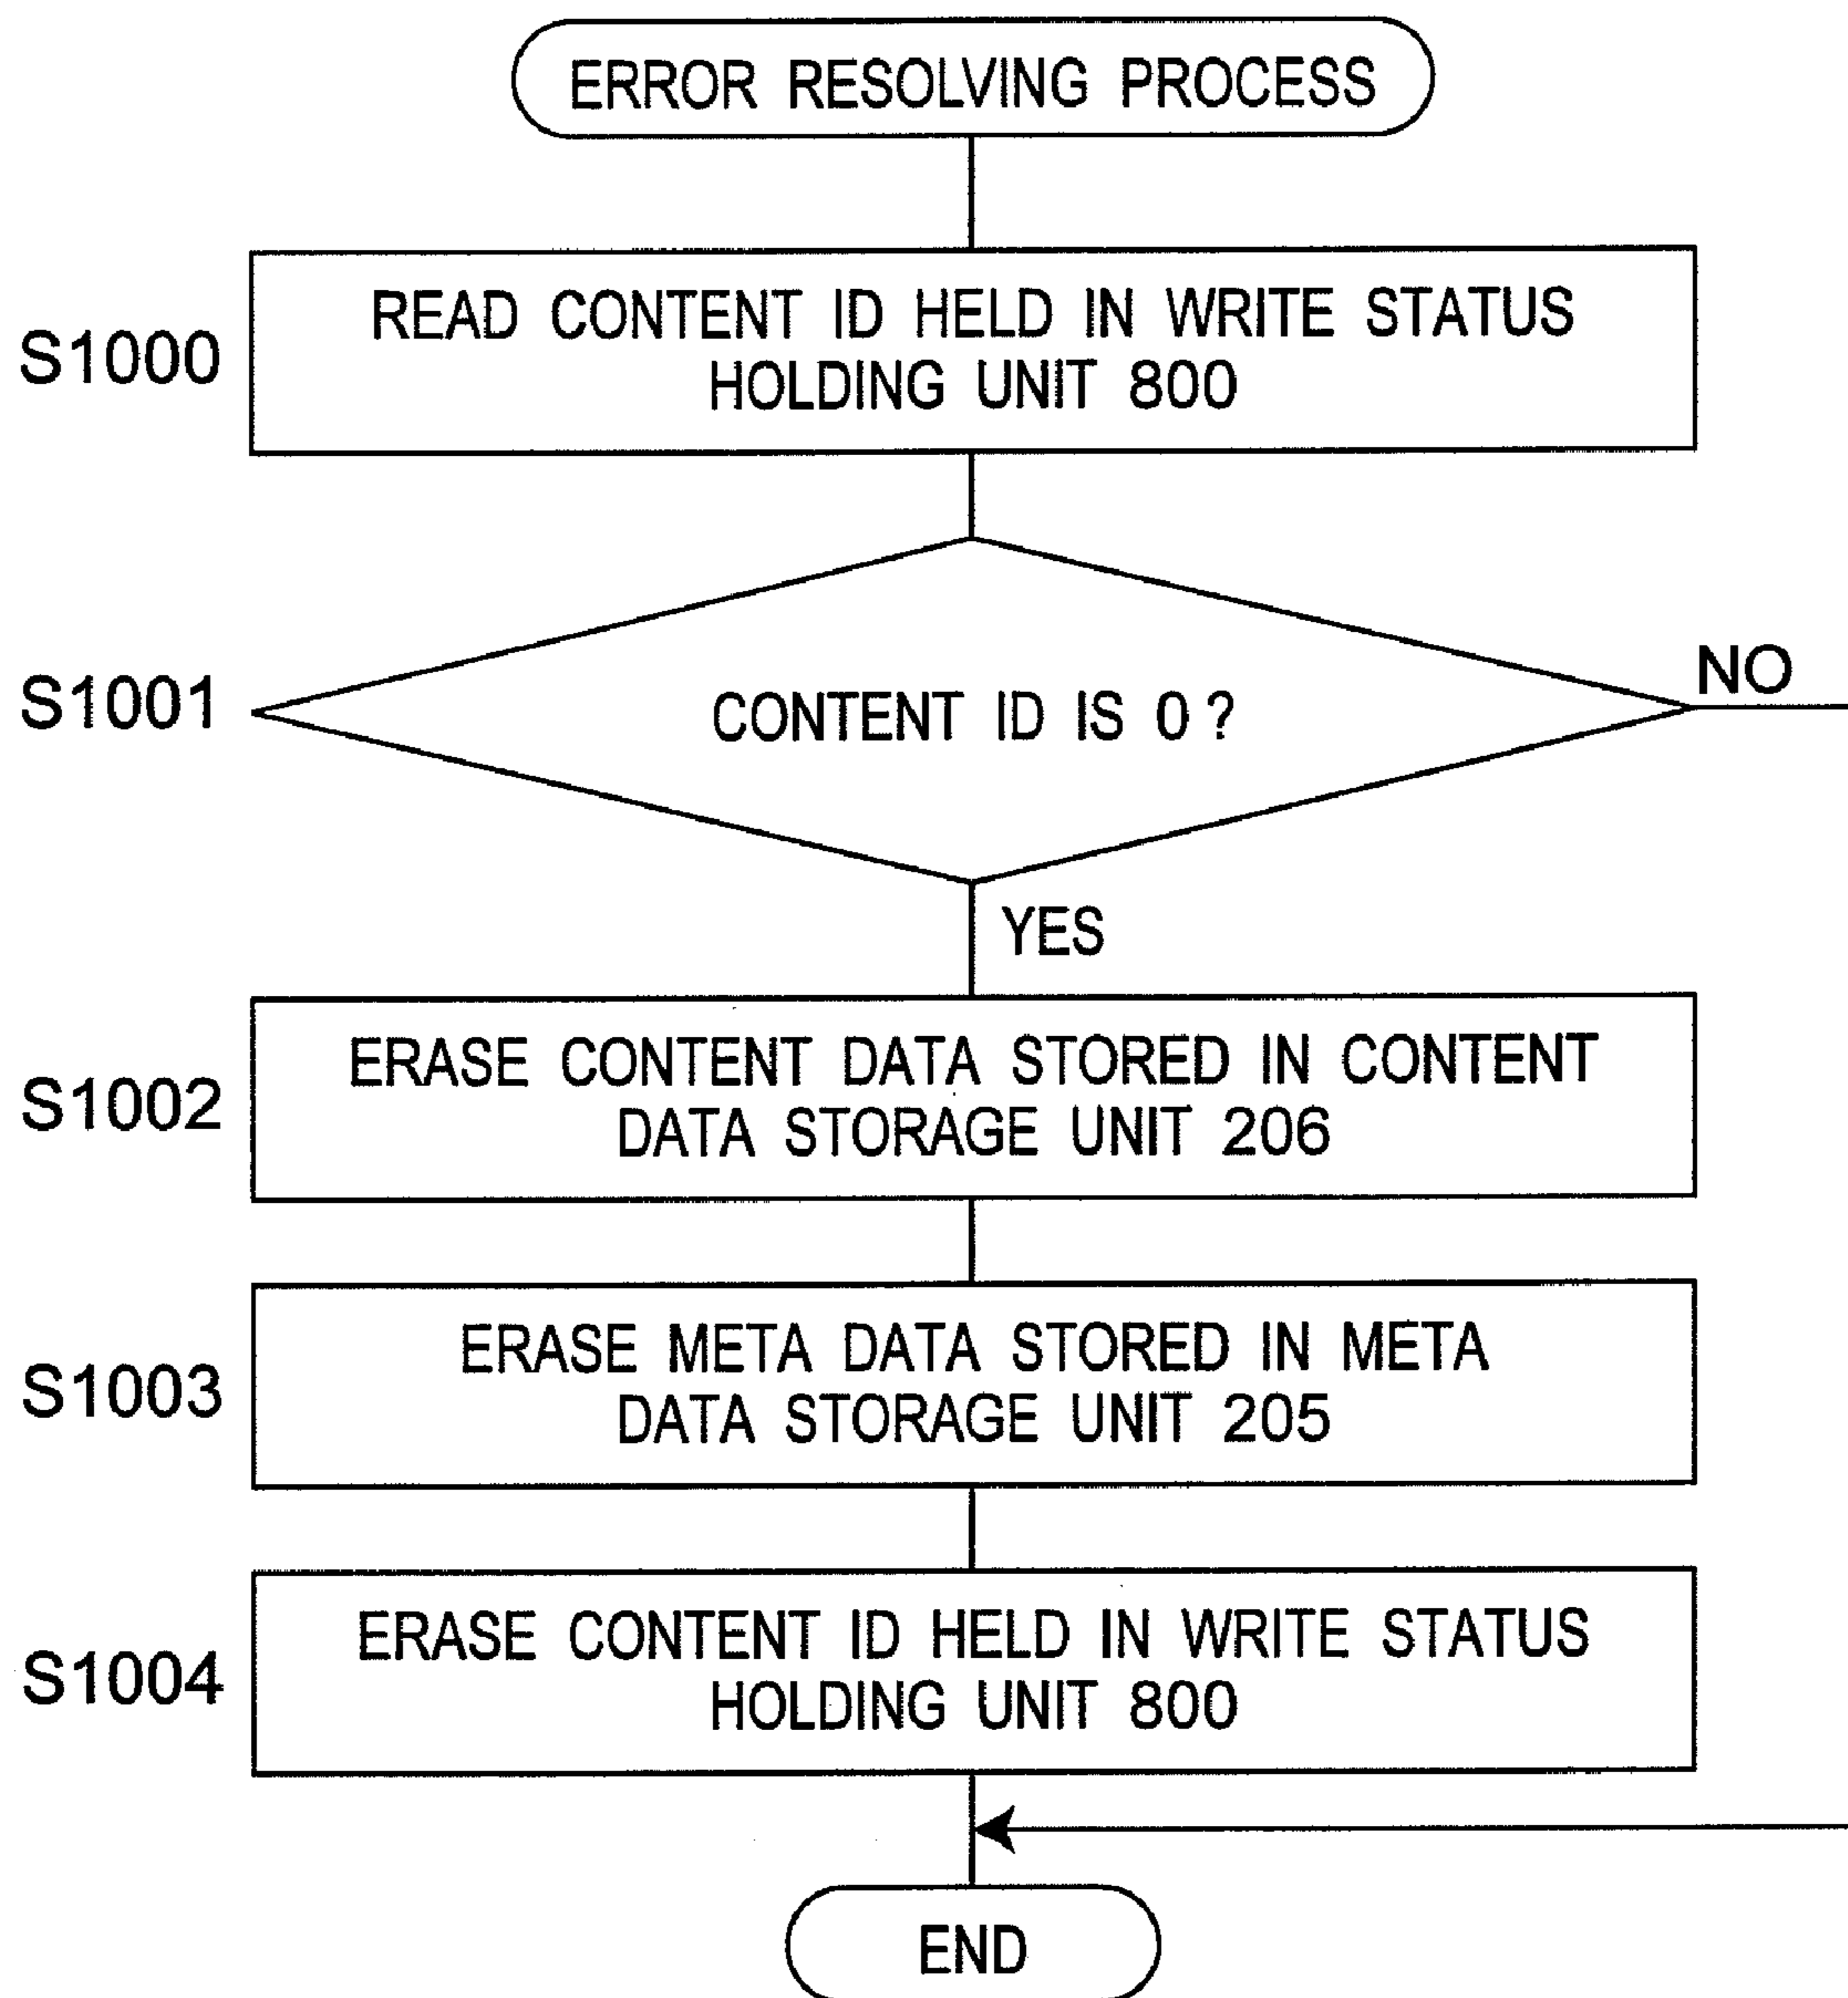 ERROR RESOLVING PROCESS
S1000
READ CONTENT ID HELD IN WRITE STATUS
HOLDING UNIT 800
S1001
CONTENT ID IS 0 ?
NO
YES
S1002
ERASE CONTENT DATA STORED IN CONTENT
DATA STORAGE UNIT 206
S1003
ERASE META DATA STORED IN META
DATA STORAGE UNIT 205
S1004
ERASE CONTENT ID HELD IN WRITE STATUS
HOLDING UNIT 800
END